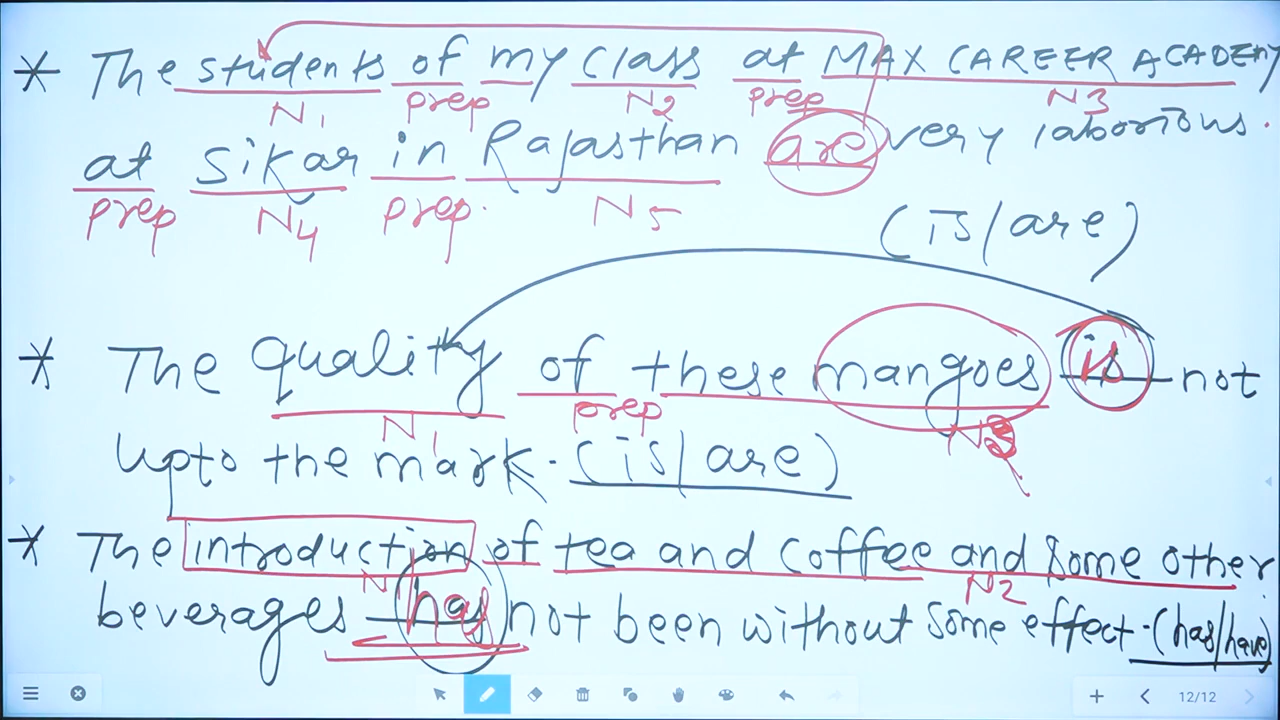 * The students of my class at MAX CAREER ACADEMY
N1 prep N2 prep N3
at Sikar in Rajasthan are very laborious.
prep N4 prep. N5
(is/are)
* The quality of these mangoes is not
N1 prep
upto the mark. (is/are)
* The introduction of tea and coffee and some other
N N2
beverages has not been without some effect. (has/have)
12/12